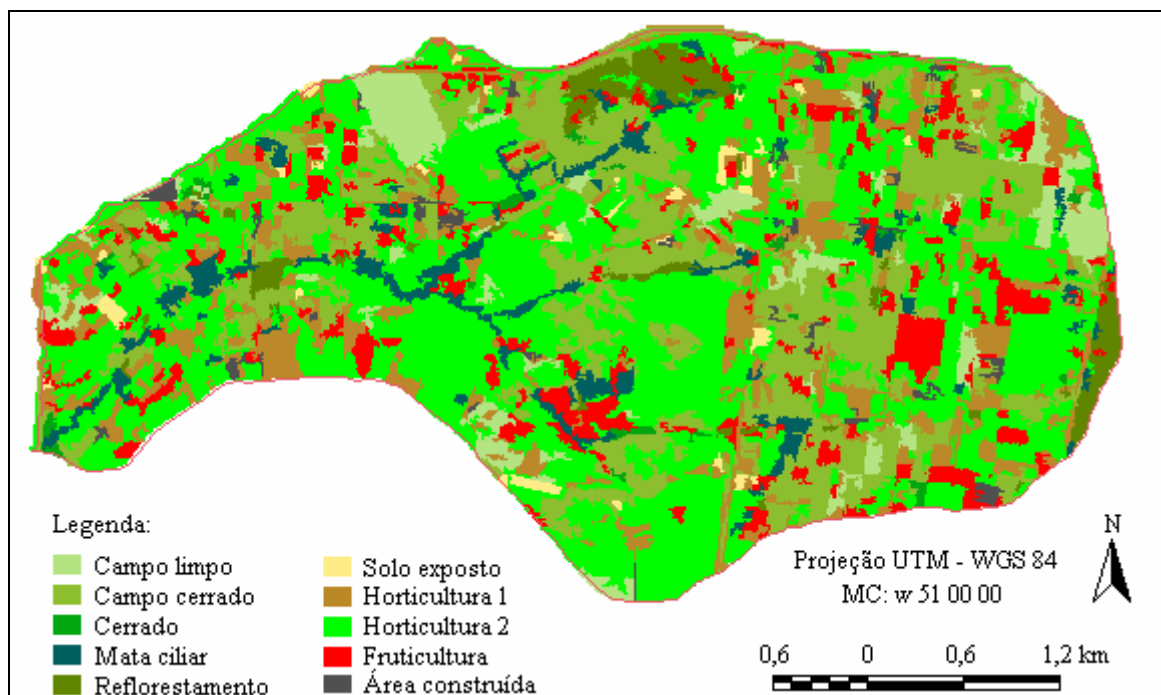 Legenda:
Campo limpo
Campo cerrado
Cerrado
Mata ciliar
Reflorestamento
Solo exposto
Horticultura 1
Horticultura 2
Fruticultura
Área construída
Projeção UTM - WGS 84
MC: w 51 00 00
N
0,6 0 0,6 1,2 km